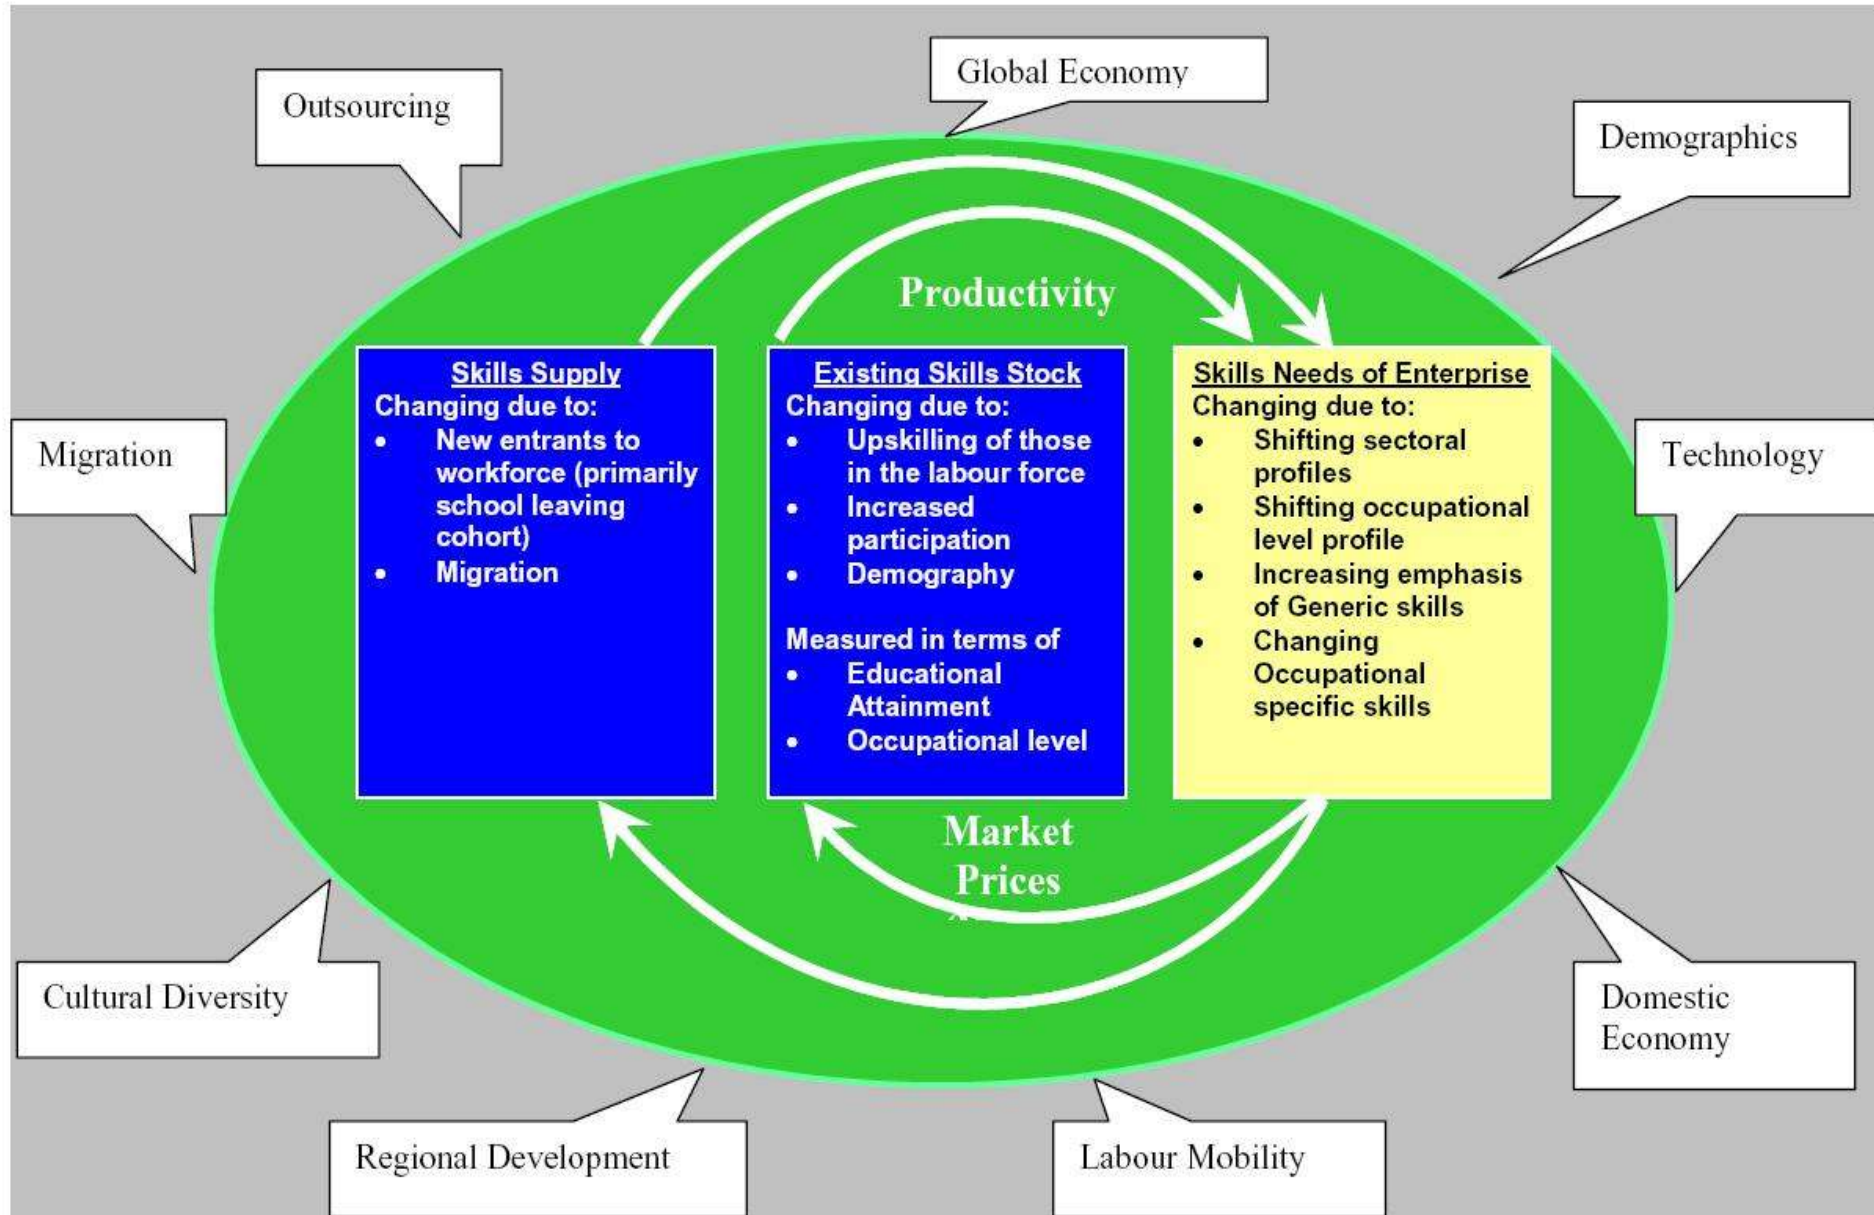 Global Economy
Outsourcing
Demographics
Productivity
Skills Supply
Changing due to:
• New entrants to
workforce (primarily
school leaving
cohort)
• Migration
Existing Skills Stock
Changing due to:
• Upskilling of those
in the labour force
• Increased
participation
• Demography
Measured in terms of
• Educational
Attainment
• Occupational level
Skills Needs of Enterprise
Changing due to:
• Shifting sectoral
profiles
• Shifting occupational
level profile
• Increasing emphasis
of Generic skills
• Changing
Occupational
specific skills
Migration
Technology
Market
Prices
Cultural Diversity
Domestic
Economy
Regional Development
Labour Mobility